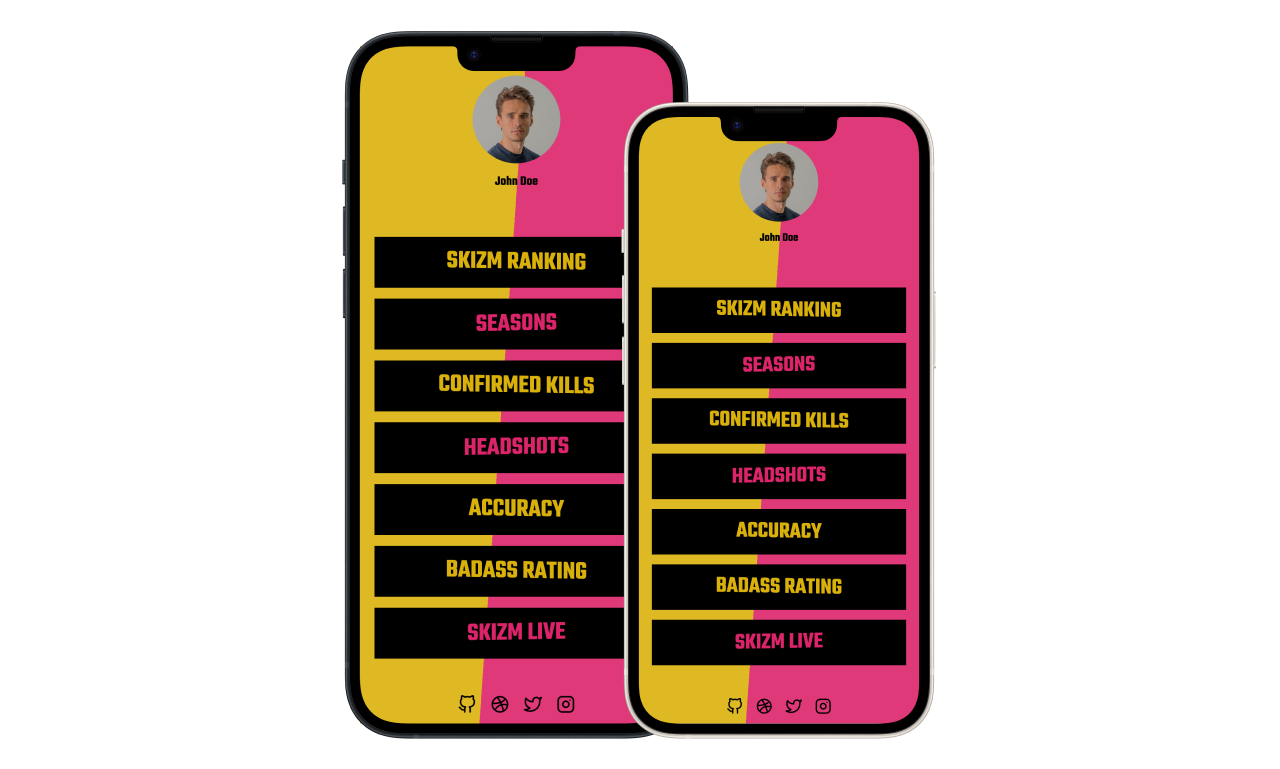 John Doe
SKIZM RANKING
SEASONS
CONFIRMED KILLS
HEADSHOTS
ACCURACY
BADASS RATING
SKIZM LIVE
John Doe
SKIZM RANKING
SEASONS
CONFIRMED KILLS
HEADSHOTS
ACCURACY
BADASS RATING
SKIZM LIVE